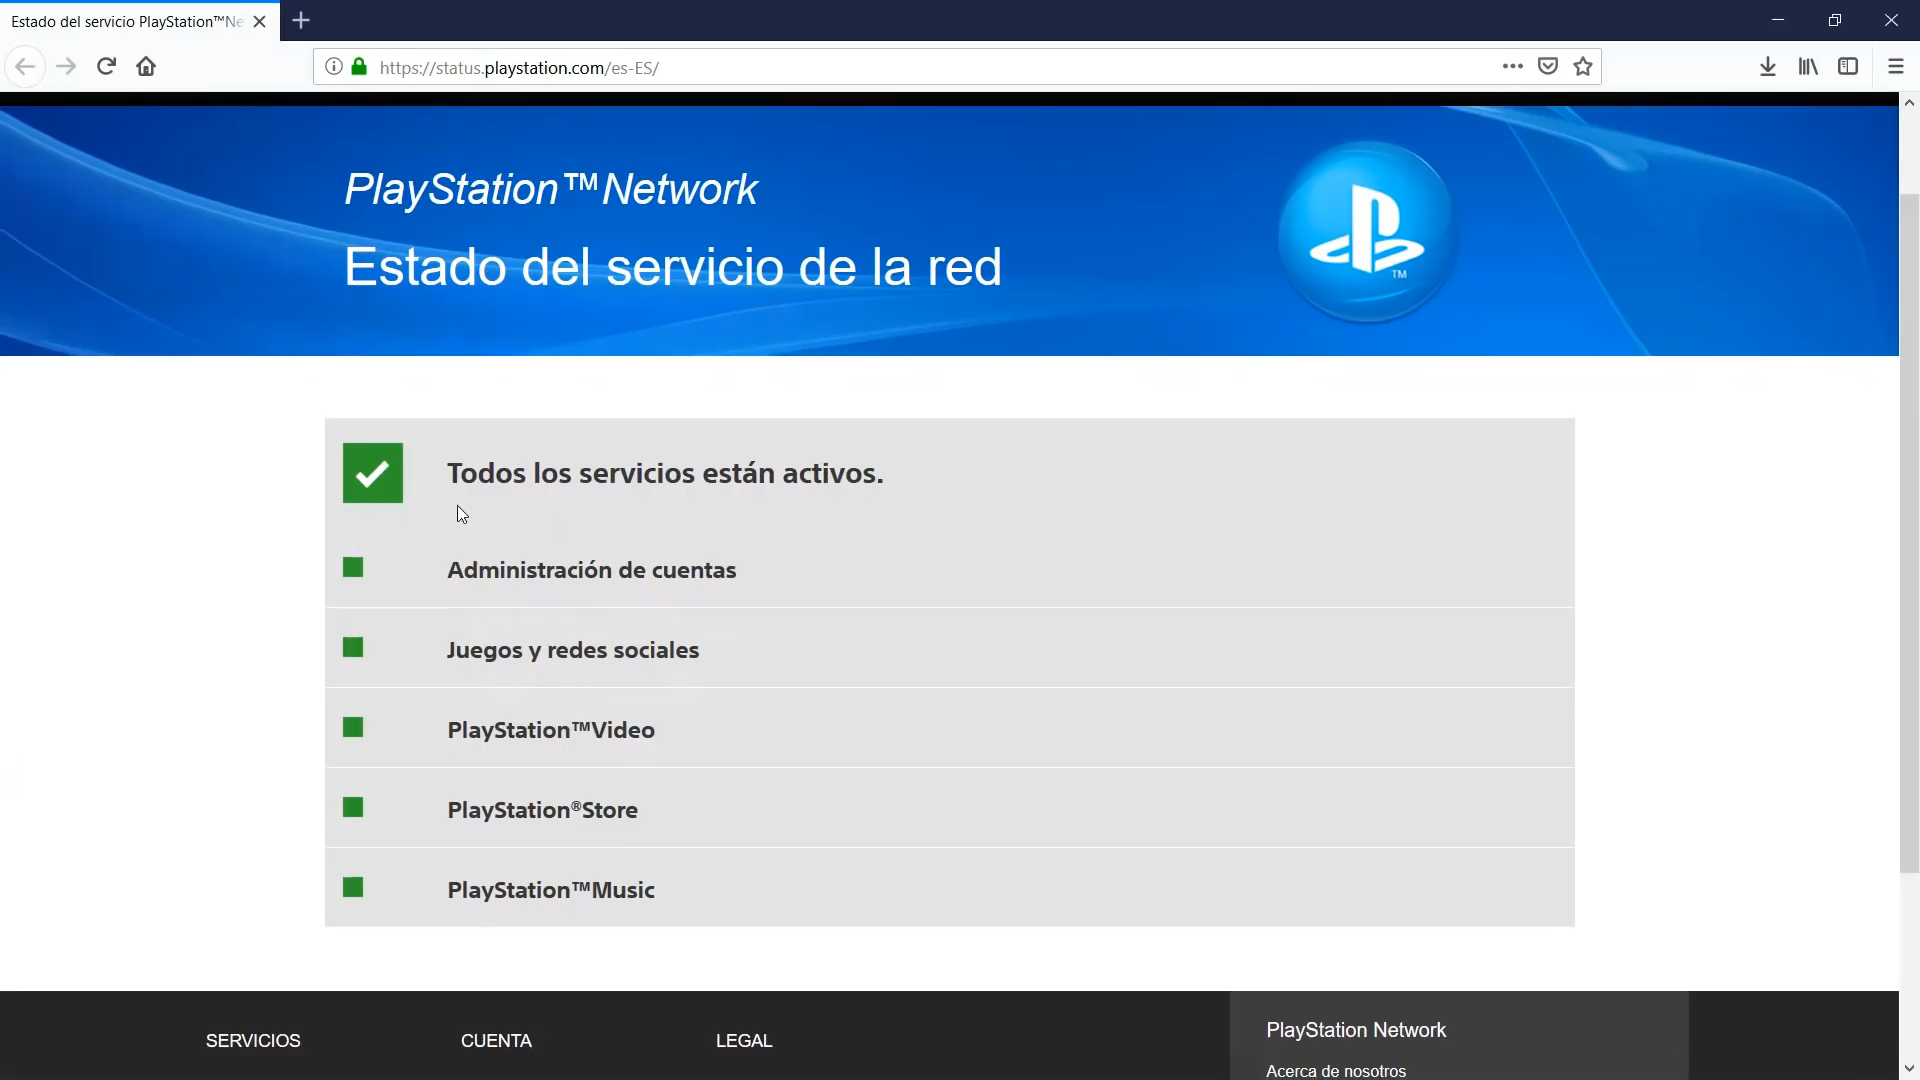 Estado del servicio PlayStation™Ne
https://status.playstation.com/es-ES/
PlayStation™Network
Estado del servicio de la red
TM
Todos los servicios están activos.
Administración de cuentas
Juegos y redes sociales
PlayStation™Video
PlayStation®Store
PlayStation™Music
SERVICIOS
CUENTA
LEGAL
PlayStation Network
Acerca de nosotros